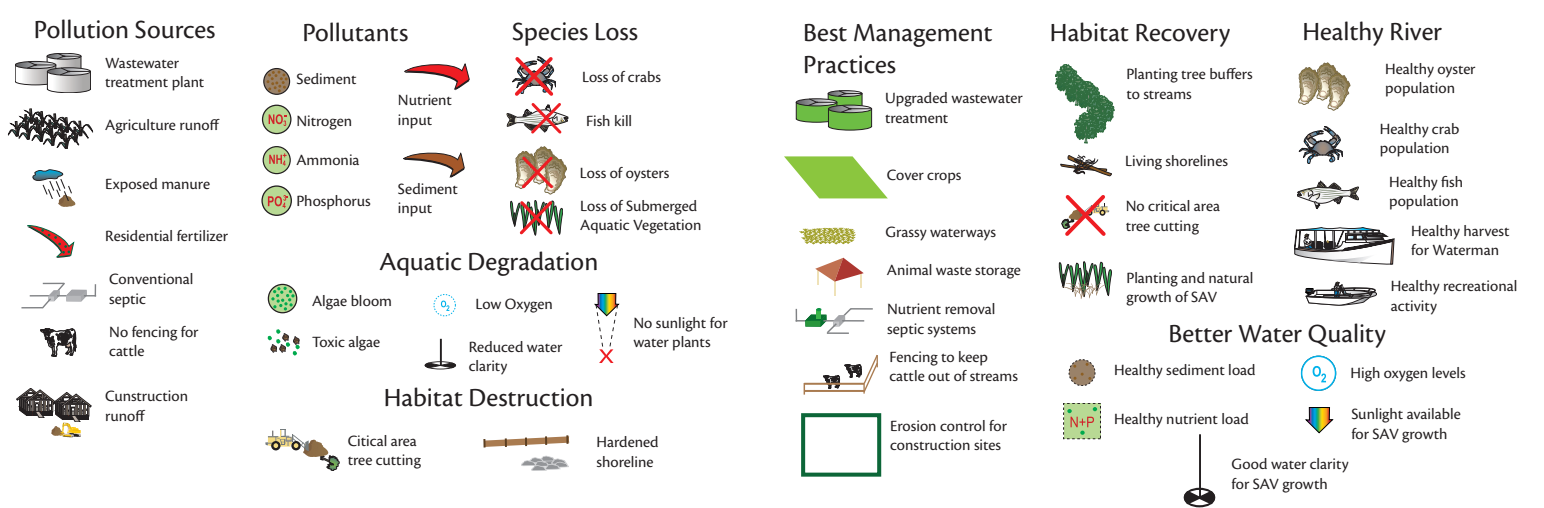 Pollution Sources
Wastewater
treatment plant
Agriculture runoff
Exposed manure
Residential fertilizer
Conventional
septic
No fencing for
cattle
Cunstruction
runoff
Pollutants
Sediment
NO₃⁻ Nitrogen
NH₄⁺ Ammonia
PO₄³⁻ Phosphorus
Nutrient
input
Sediment
input
Species Loss
Loss of crabs
Fish kill
Loss of oysters
Loss of Submerged
Aquatic Vegetation
Aquatic Degradation
Algae bloom
Toxic algae
O₂ Low Oxygen
Reduced water
clarity
No sunlight for
water plants
Habitat Destruction
Citical area
tree cutting
Hardened
shoreline
Best Management
Practices
Upgraded wastewater
treatment
Cover crops
Grassy waterways
Animal waste storage
Nutrient removal
septic systems
Fencing to keep
cattle out of streams
Erosion control for
construction sites
Habitat Recovery
Planting tree buffers
to streams
Living shorelines
No critical area
tree cutting
Planting and natural
growth of SAV
Healthy River
Healthy oyster
population
Healthy crab
population
Healthy fish
population
Healthy harvest
for Waterman
Healthy recreational
activity
Better Water Quality
Healthy sediment load
N+P Healthy nutrient load
O₂ High oxygen levels
Sunlight available
for SAV growth
Good water clarity
for SAV growth